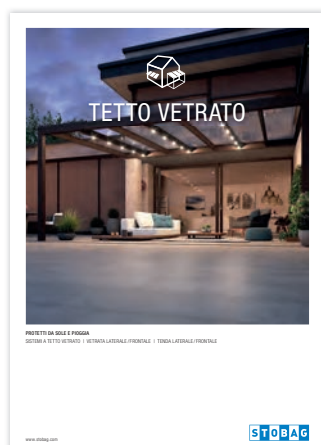 TETTO VETRATO
PROTETTI DA SOLE E PIOGGIA
SISTEMI A TETTO VETRATO | VETRATA LATERALE/FRONTALE | TENDA LATERALE/FRONTALE
www.stobag.com
STOBAG